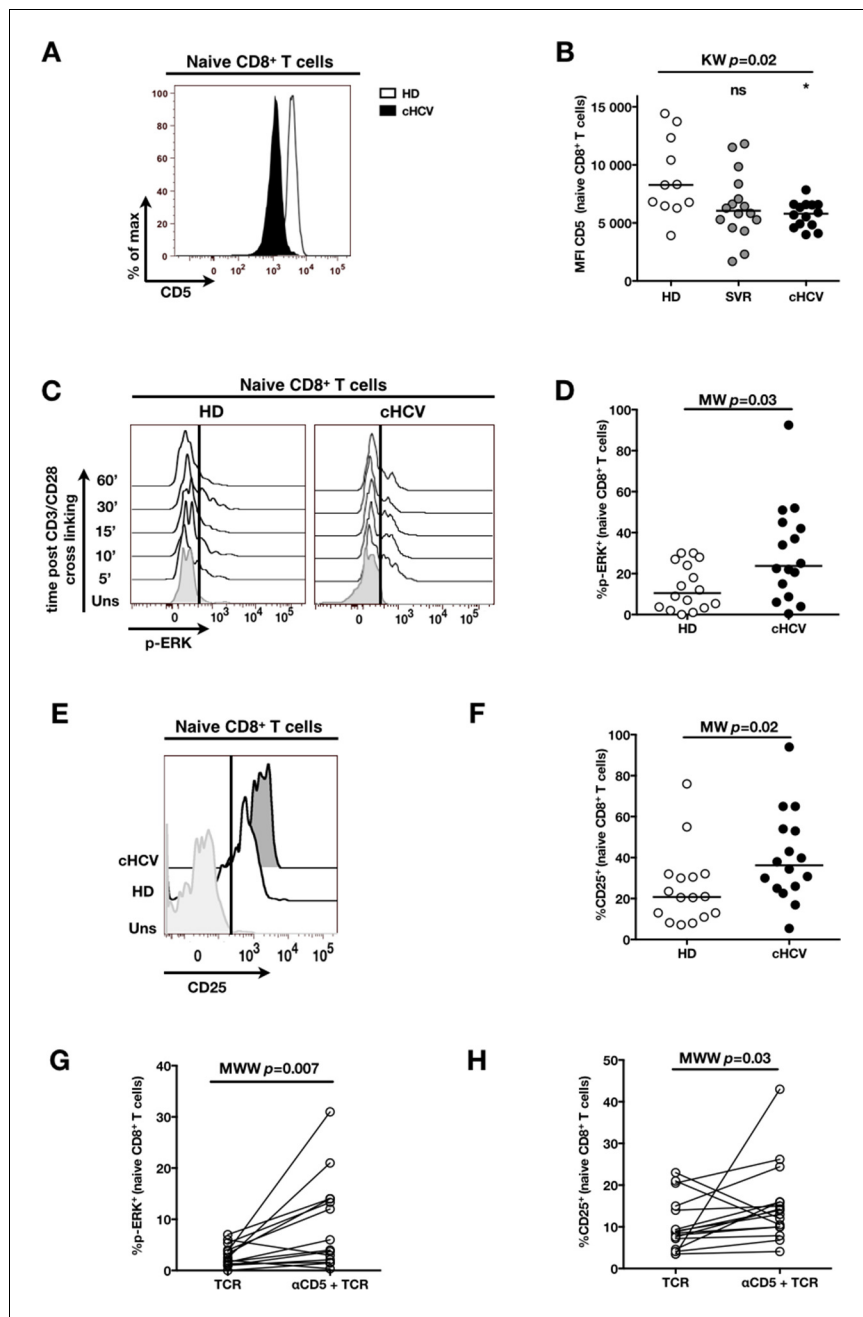 A
Naive CD8+ T cells
HD
cHCV
100
80
60
40
20
0
% of max
0 10² 10³ 10⁴ 10⁵
CD5
B
KW p=0.02
ns
*
MFI CD5 (naive CD8+ T cells)
15 000
10 000
5 000
0
HD SVR cHCV
C
Naive CD8+ T cells
HD cHCV
time post CD3/CD28
cross linking
60'
30'
15'
10'
5'
Uns
0 10³ 10⁴ 10⁵
0 10³ 10⁴ 10⁵
p-ERK
D
MW p=0.03
%p-ERK+ (naive CD8+ T cells)
100
80
60
40
20
0
HD cHCV
E
Naive CD8+ T cells
cHCV
HD
Uns
0 10³ 10⁴ 10⁵
CD25
F
MW p=0.02
%CD25+ (naive CD8+ T cells)
100
80
60
40
20
0
HD cHCV
G
MWW p=0.007
%p-ERK+ (naive CD8+ T cells)
40
30
20
10
0
TCR αCD5 + TCR
H
MWW p=0.03
%CD25+ (naive CD8+ T cells)
50
40
30
20
10
0
TCR αCD5 + TCR